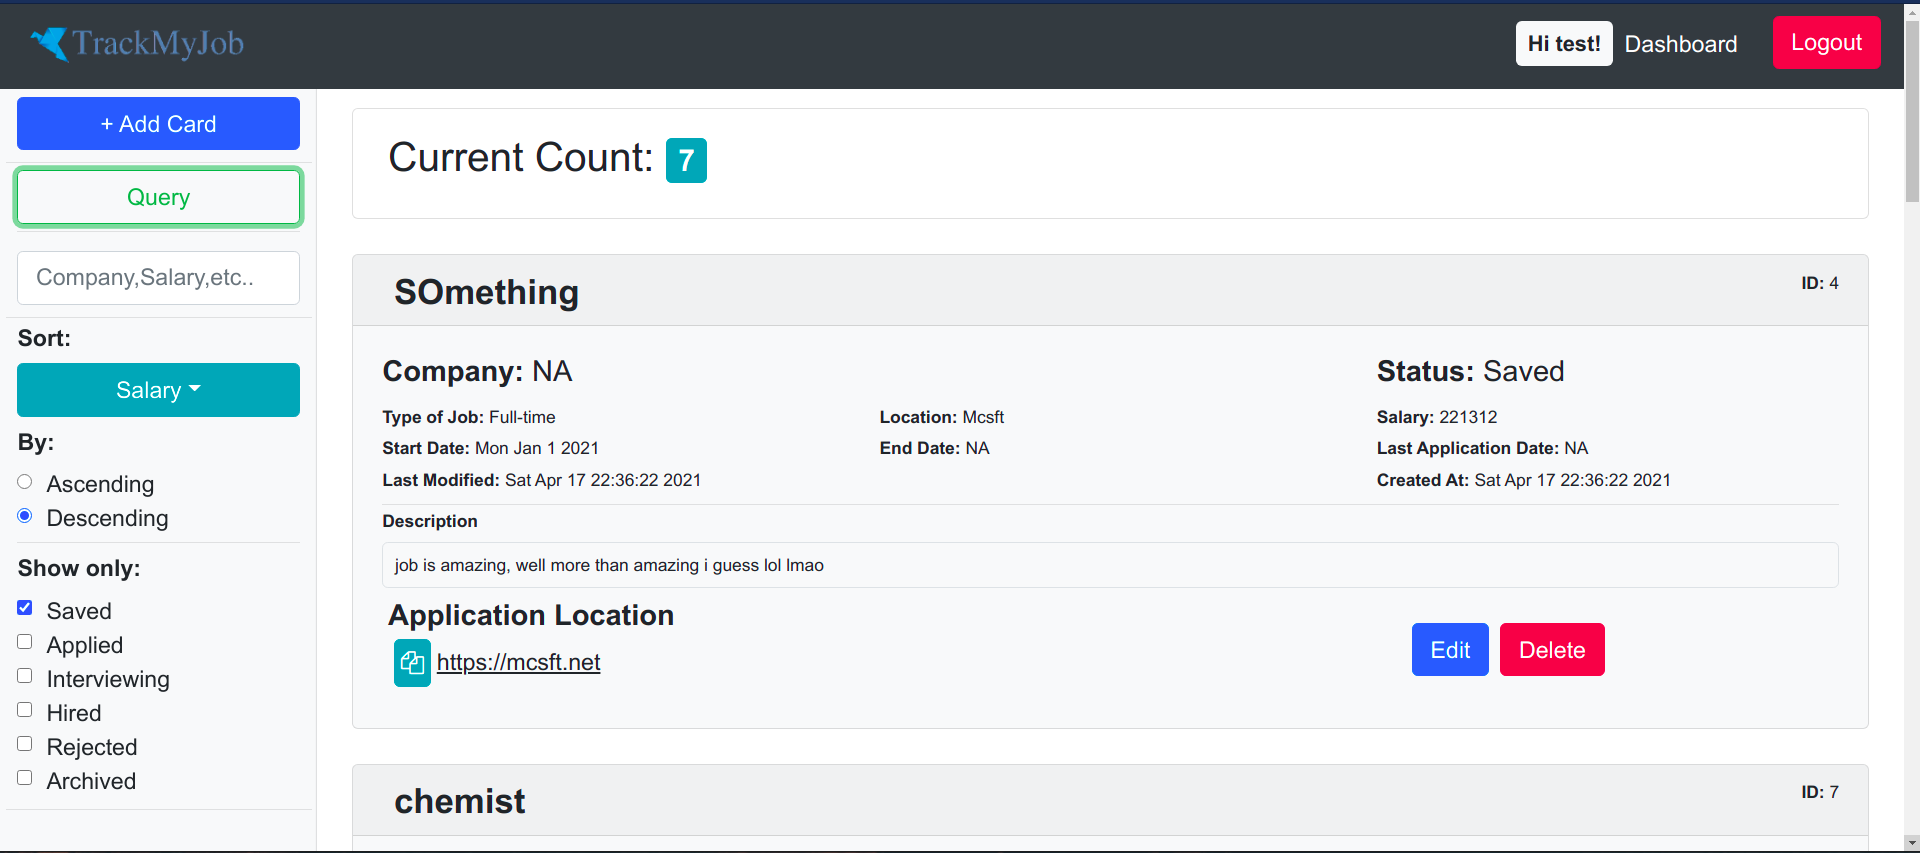 TrackMyJob
Hi test! Dashboard Logout
+ Add Card
Query
Company,Salary,etc..
Sort:
Salary
By:
Ascending
Descending
Show only:
Saved
Applied
Interviewing
Hired
Rejected
Archived
Current Count: 7
SOmething ID: 4
Company: NA Status: Saved
Type of Job: Full-time Location: Mcsft Salary: 221312
Start Date: Mon Jan 1 2021 End Date: NA Last Application Date: NA
Last Modified: Sat Apr 17 22:36:22 2021 Created At: Sat Apr 17 22:36:22 2021
Description
job is amazing, well more than amazing i guess lol lmao
Application Location
https://mcsft.net Edit Delete
chemist ID: 7